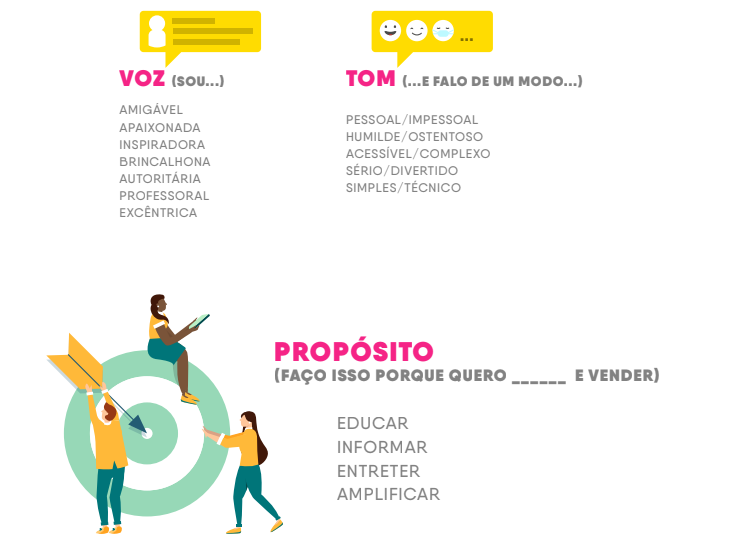 VOZ (SOU...)
AMIGÁVEL
APAIXONADA
INSPIRADORA
BRINCALHONA
AUTORITÁRIA
PROFESSORAL
EXCÊNTRICA
...
TOM (...E FALO DE UM MODO...)
PESSOAL/IMPESSOAL
HUMILDE/OSTENTOSO
ACESSÍVEL/COMPLEXO
SÉRIO/DIVERTIDO
SIMPLES/TÉCNICO
PROPÓSITO
(FAÇO ISSO PORQUE QUERO ______ E VENDER)
EDUCAR
INFORMAR
ENTRETER
AMPLIFICAR